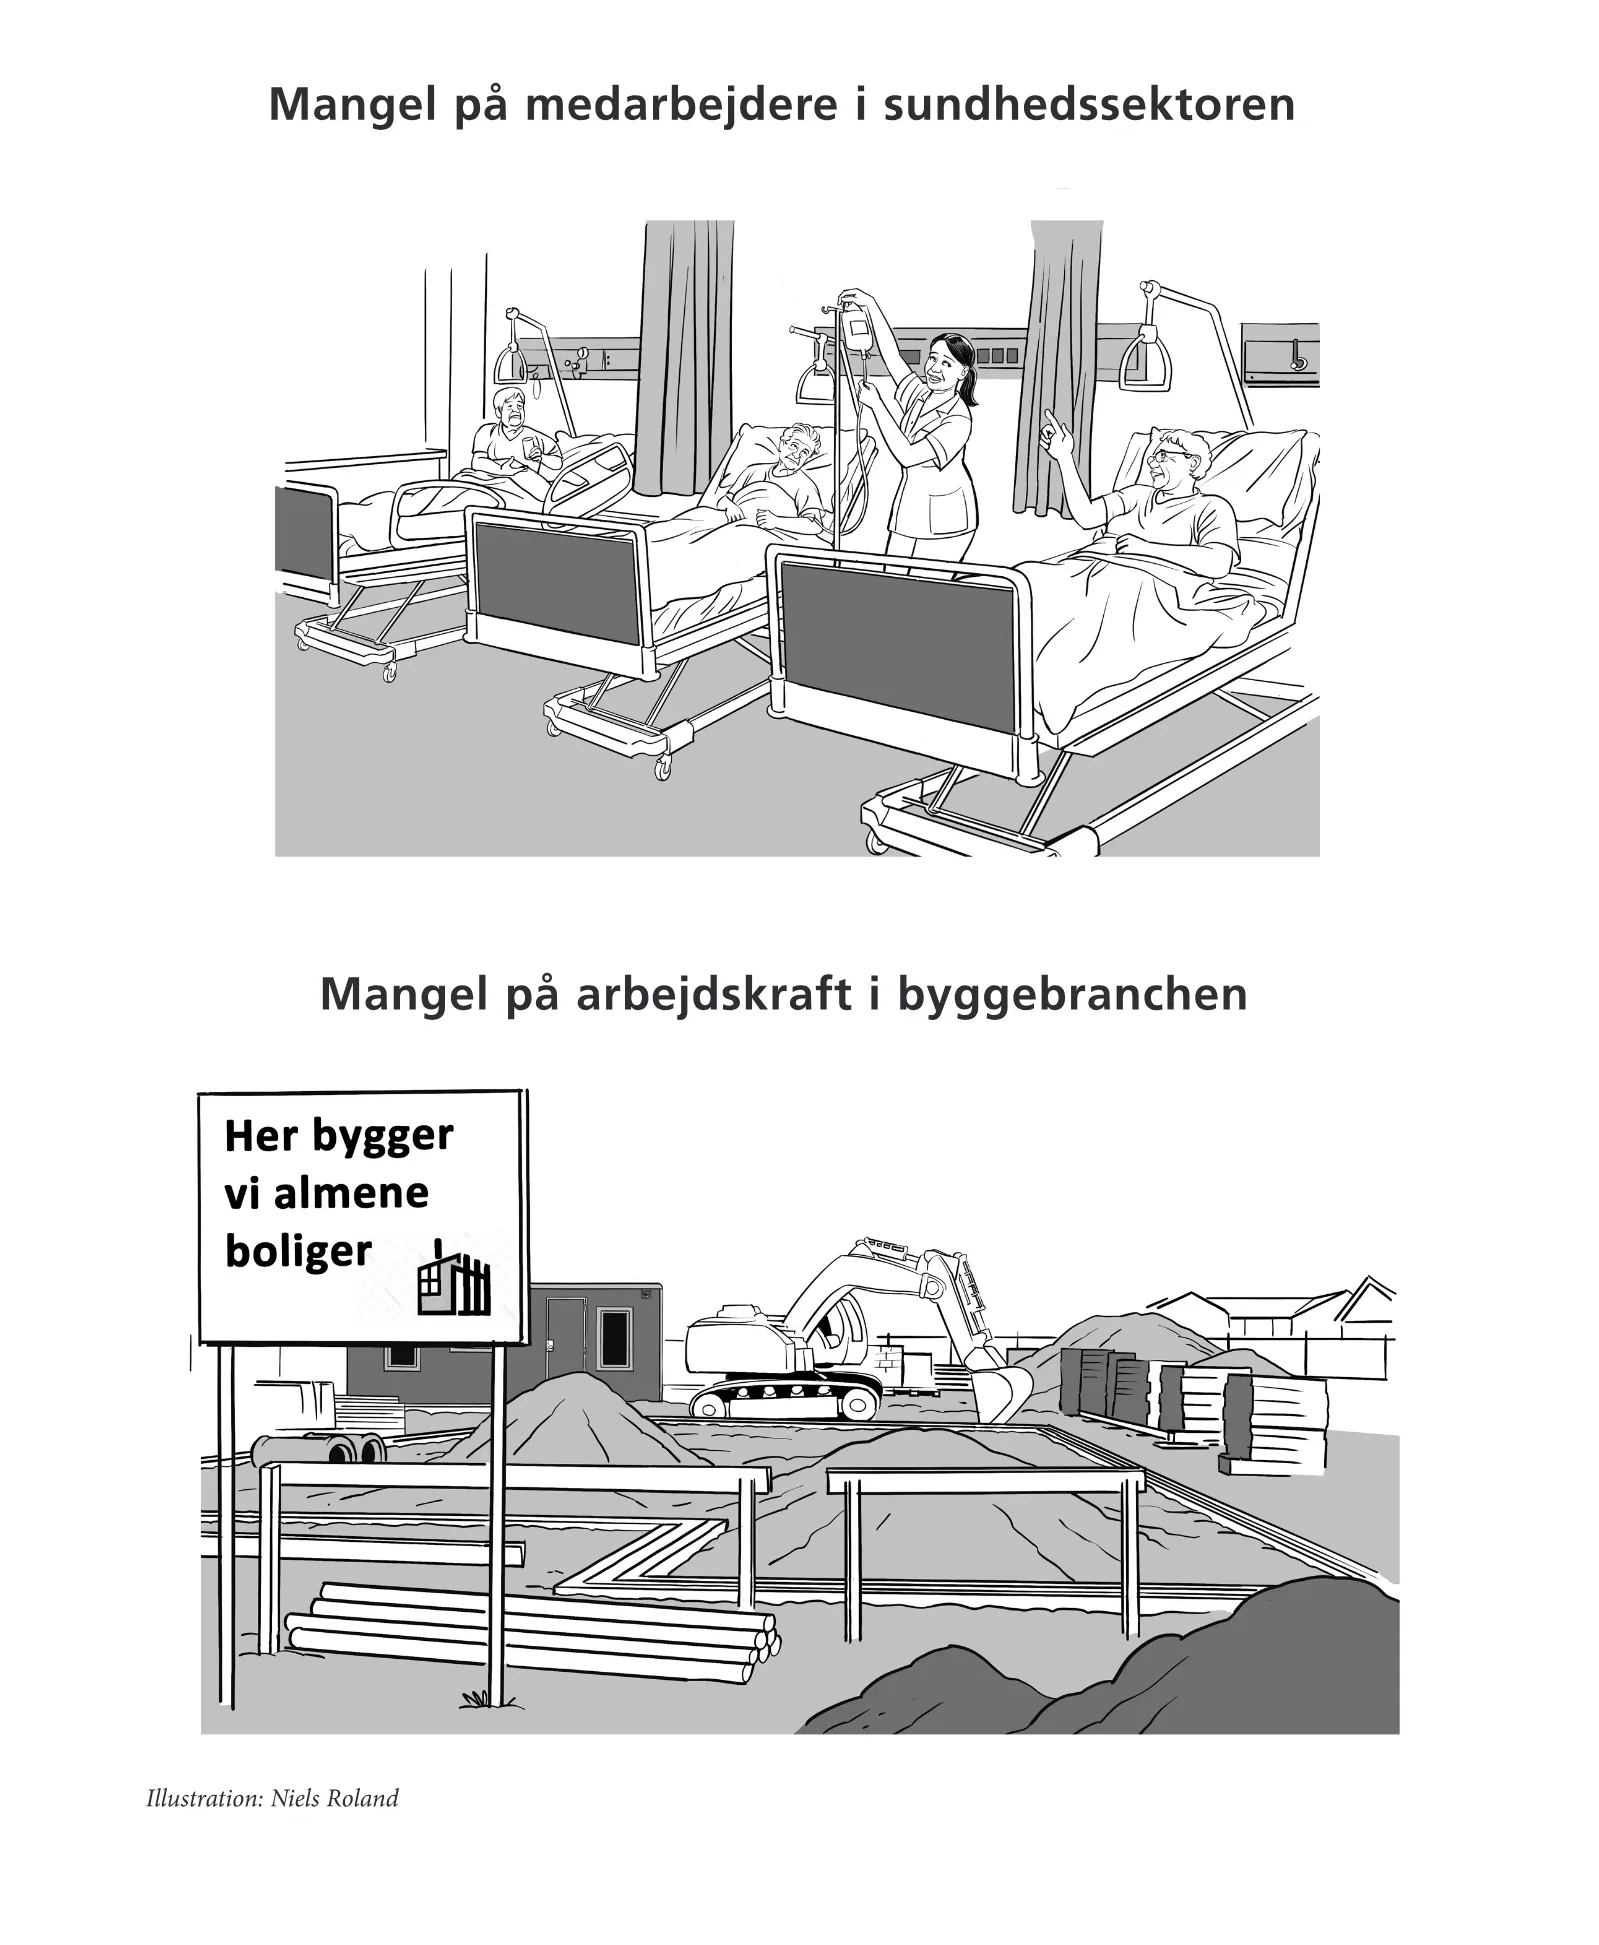 Mangel på medarbejdere i sundhedssektoren
Mangel på arbejdskraft i byggebranchen
Her bygger
vi almene
boliger
Illustration: Niels Roland